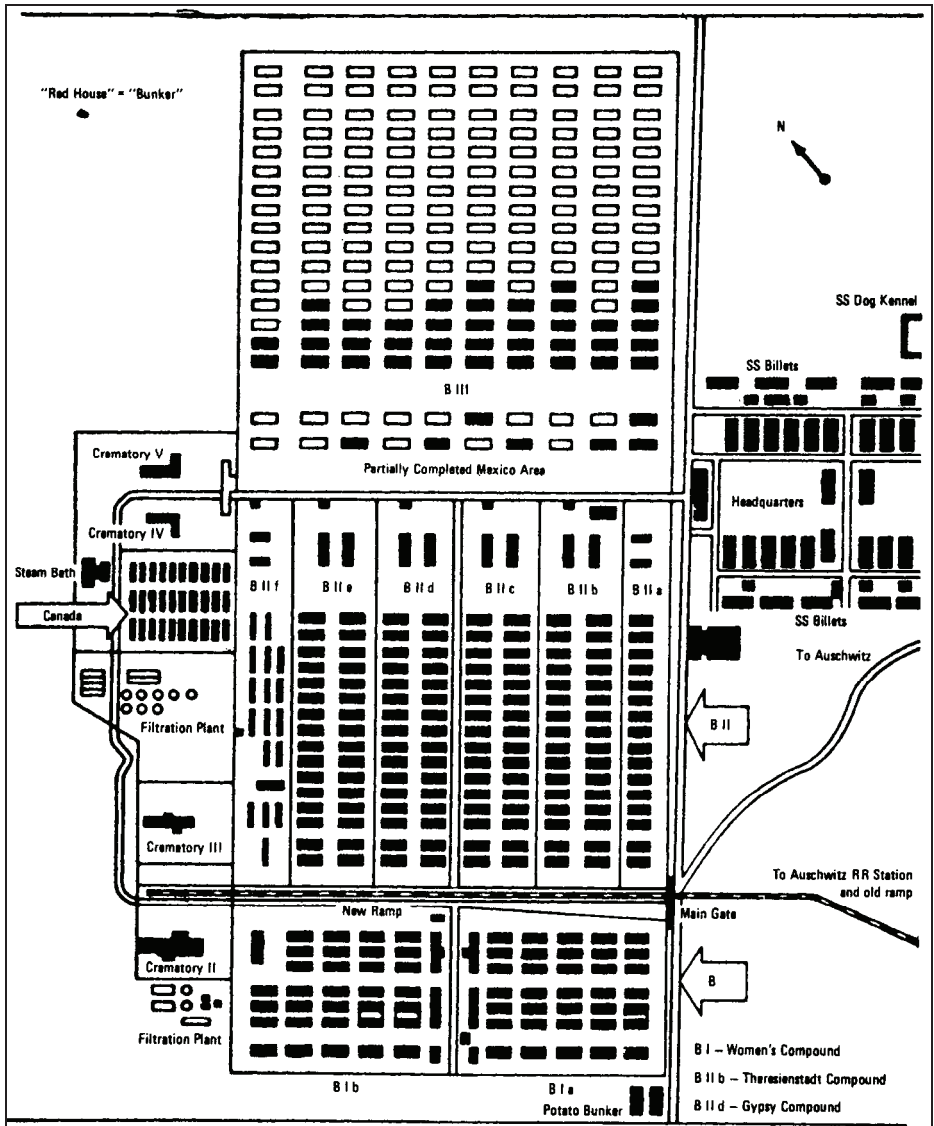 "Red House" = "Bunker"
N
SS Dog Kennel
SS Billets
B III1
Crematory V
Partially Completed Mexico Area
Headquarters
Crematory IV
Steam Bath
B II f
B II e
B II d
B II c
B II b
B II a
Canada
SS Billets
To Auschwitz
B II
Filtration Plant
Crematory III
To Auschwitz RR Station
and old ramp
New Ramp
Main Gate
Crematory II
B
Filtration Plant
B I – Women's Compound
B II b – Theresienstadt Compound
B I b
B I a
B II d – Gypsy Compound
Potato Bunker